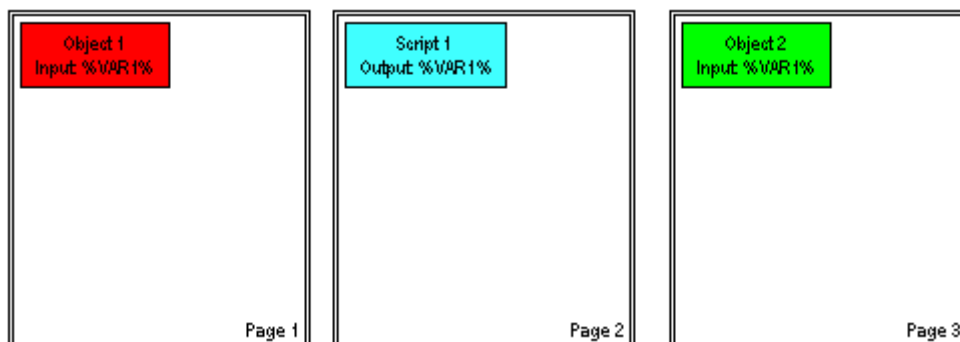 Object 1
Input: %VAR1%
Script 1
Output: %VAR1%
Object 2
Input: %VAR1%
Page 1
Page 2
Page 3